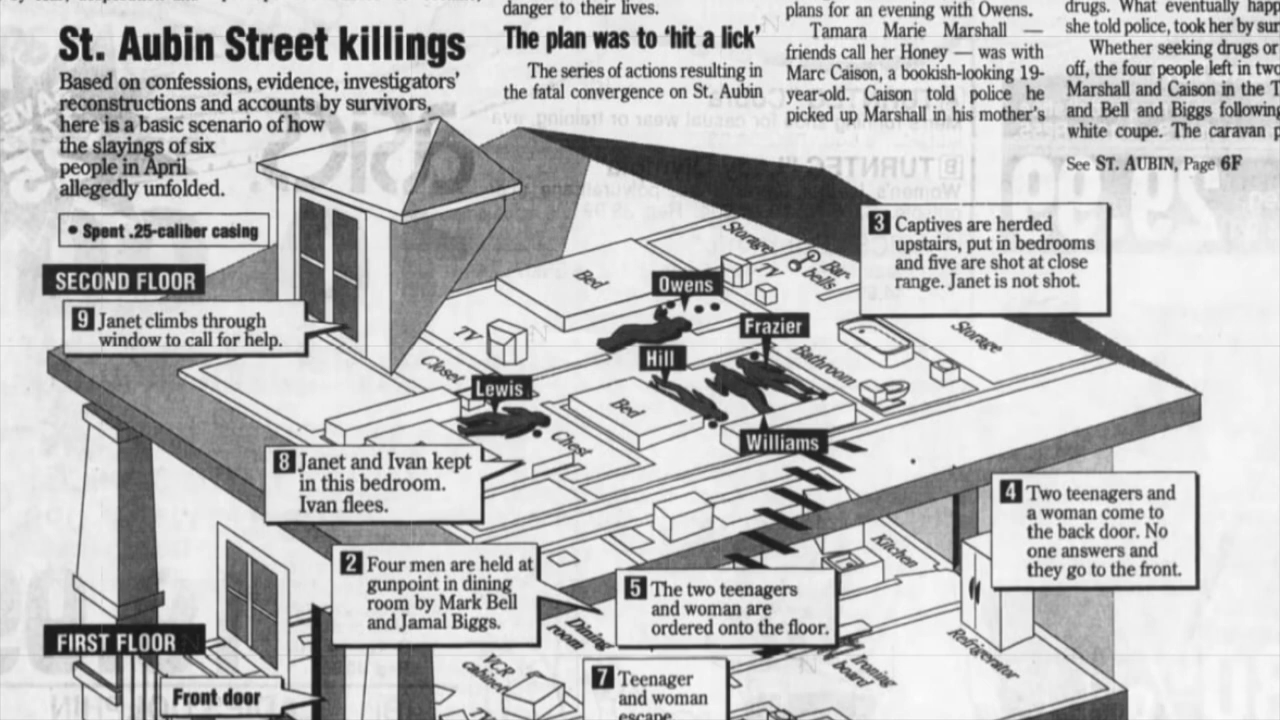 danger to their lives.
The plan was to ‘hit a lick’
The series of actions resulting in
the fatal convergence on St. Aubin
plans for an evening with Owens.
Tamara Marie Marshall —
friends call her Honey — was with
Marc Caison, a bookish-looking 19-
year-old. Caison told police he
picked up Marshall in his mother’s
drugs. What eventually happ
she told police, took her by sur
Whether seeking drugs or
off, the four people left in two
Marshall and Caison in the T
and Bell and Biggs following
white coupe. The caravan p
See ST. AUBIN, Page 6F
St. Aubin Street killings
Based on confessions, evidence, investigators’
reconstructions and accounts by survivors,
here is a basic scenario of how
the slayings of six
people in April
allegedly unfolded.
• Spent .25-caliber casing
SECOND FLOOR
9 Janet climbs through
window to call for help.
3 Captives are herded
upstairs, put in bedrooms
and five are shot at close
range. Janet is not shot.
Storage
TV
Bar-
bells
Bed
Owens
Frazier
Hill
TV
Closet
Lewis
Bed
Bathroom
Storage
Chest
Williams
8 Janet and Ivan kept
in this bedroom.
Ivan flees.
4 Two teenagers and
a woman come to
the back door. No
one answers and
they go to the front.
2 Four men are held at
gunpoint in dining
room by Mark Bell
and Jamal Biggs.
5 The two teenagers
and woman are
ordered onto the floor.
Kitchen
Dining
room
Ironing
board
Refrigerator
FIRST FLOOR
Front door
VCR
cabinet
TV
7 Teenager
and woman
escape.